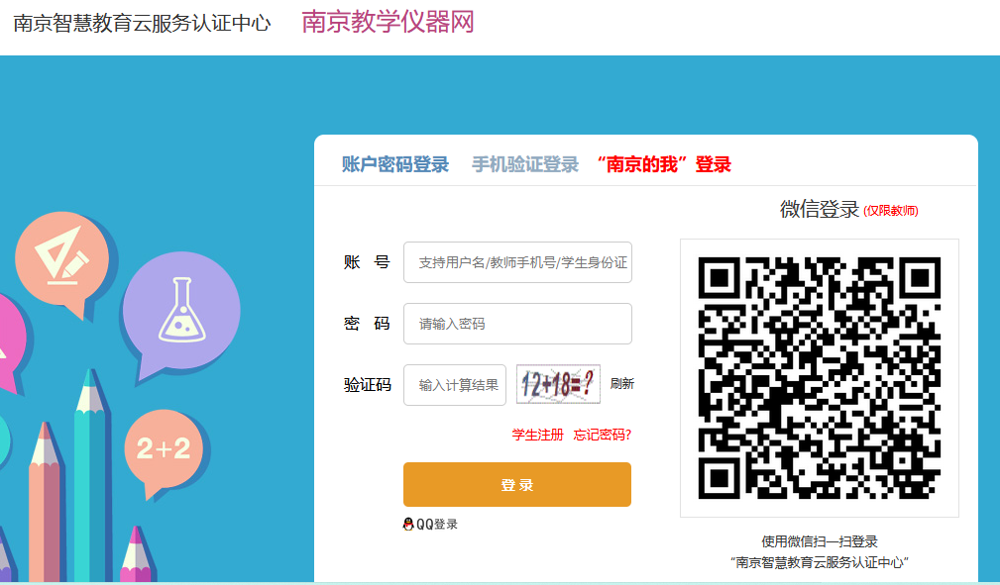 南京智慧教育云服务认证中心 南京教学仪器网
账户密码登录 手机验证登录 “南京的我”登录
微信登录 (仅限教师)
账 号 支持用户名/教师手机号/学生身份证
密 码 请输入密码
验证码 输入计算结果 12+18=? 刷新
2+2
学生注册 忘记密码?
登 录
QQ登录
使用微信扫一扫登录
“南京智慧教育云服务认证中心”